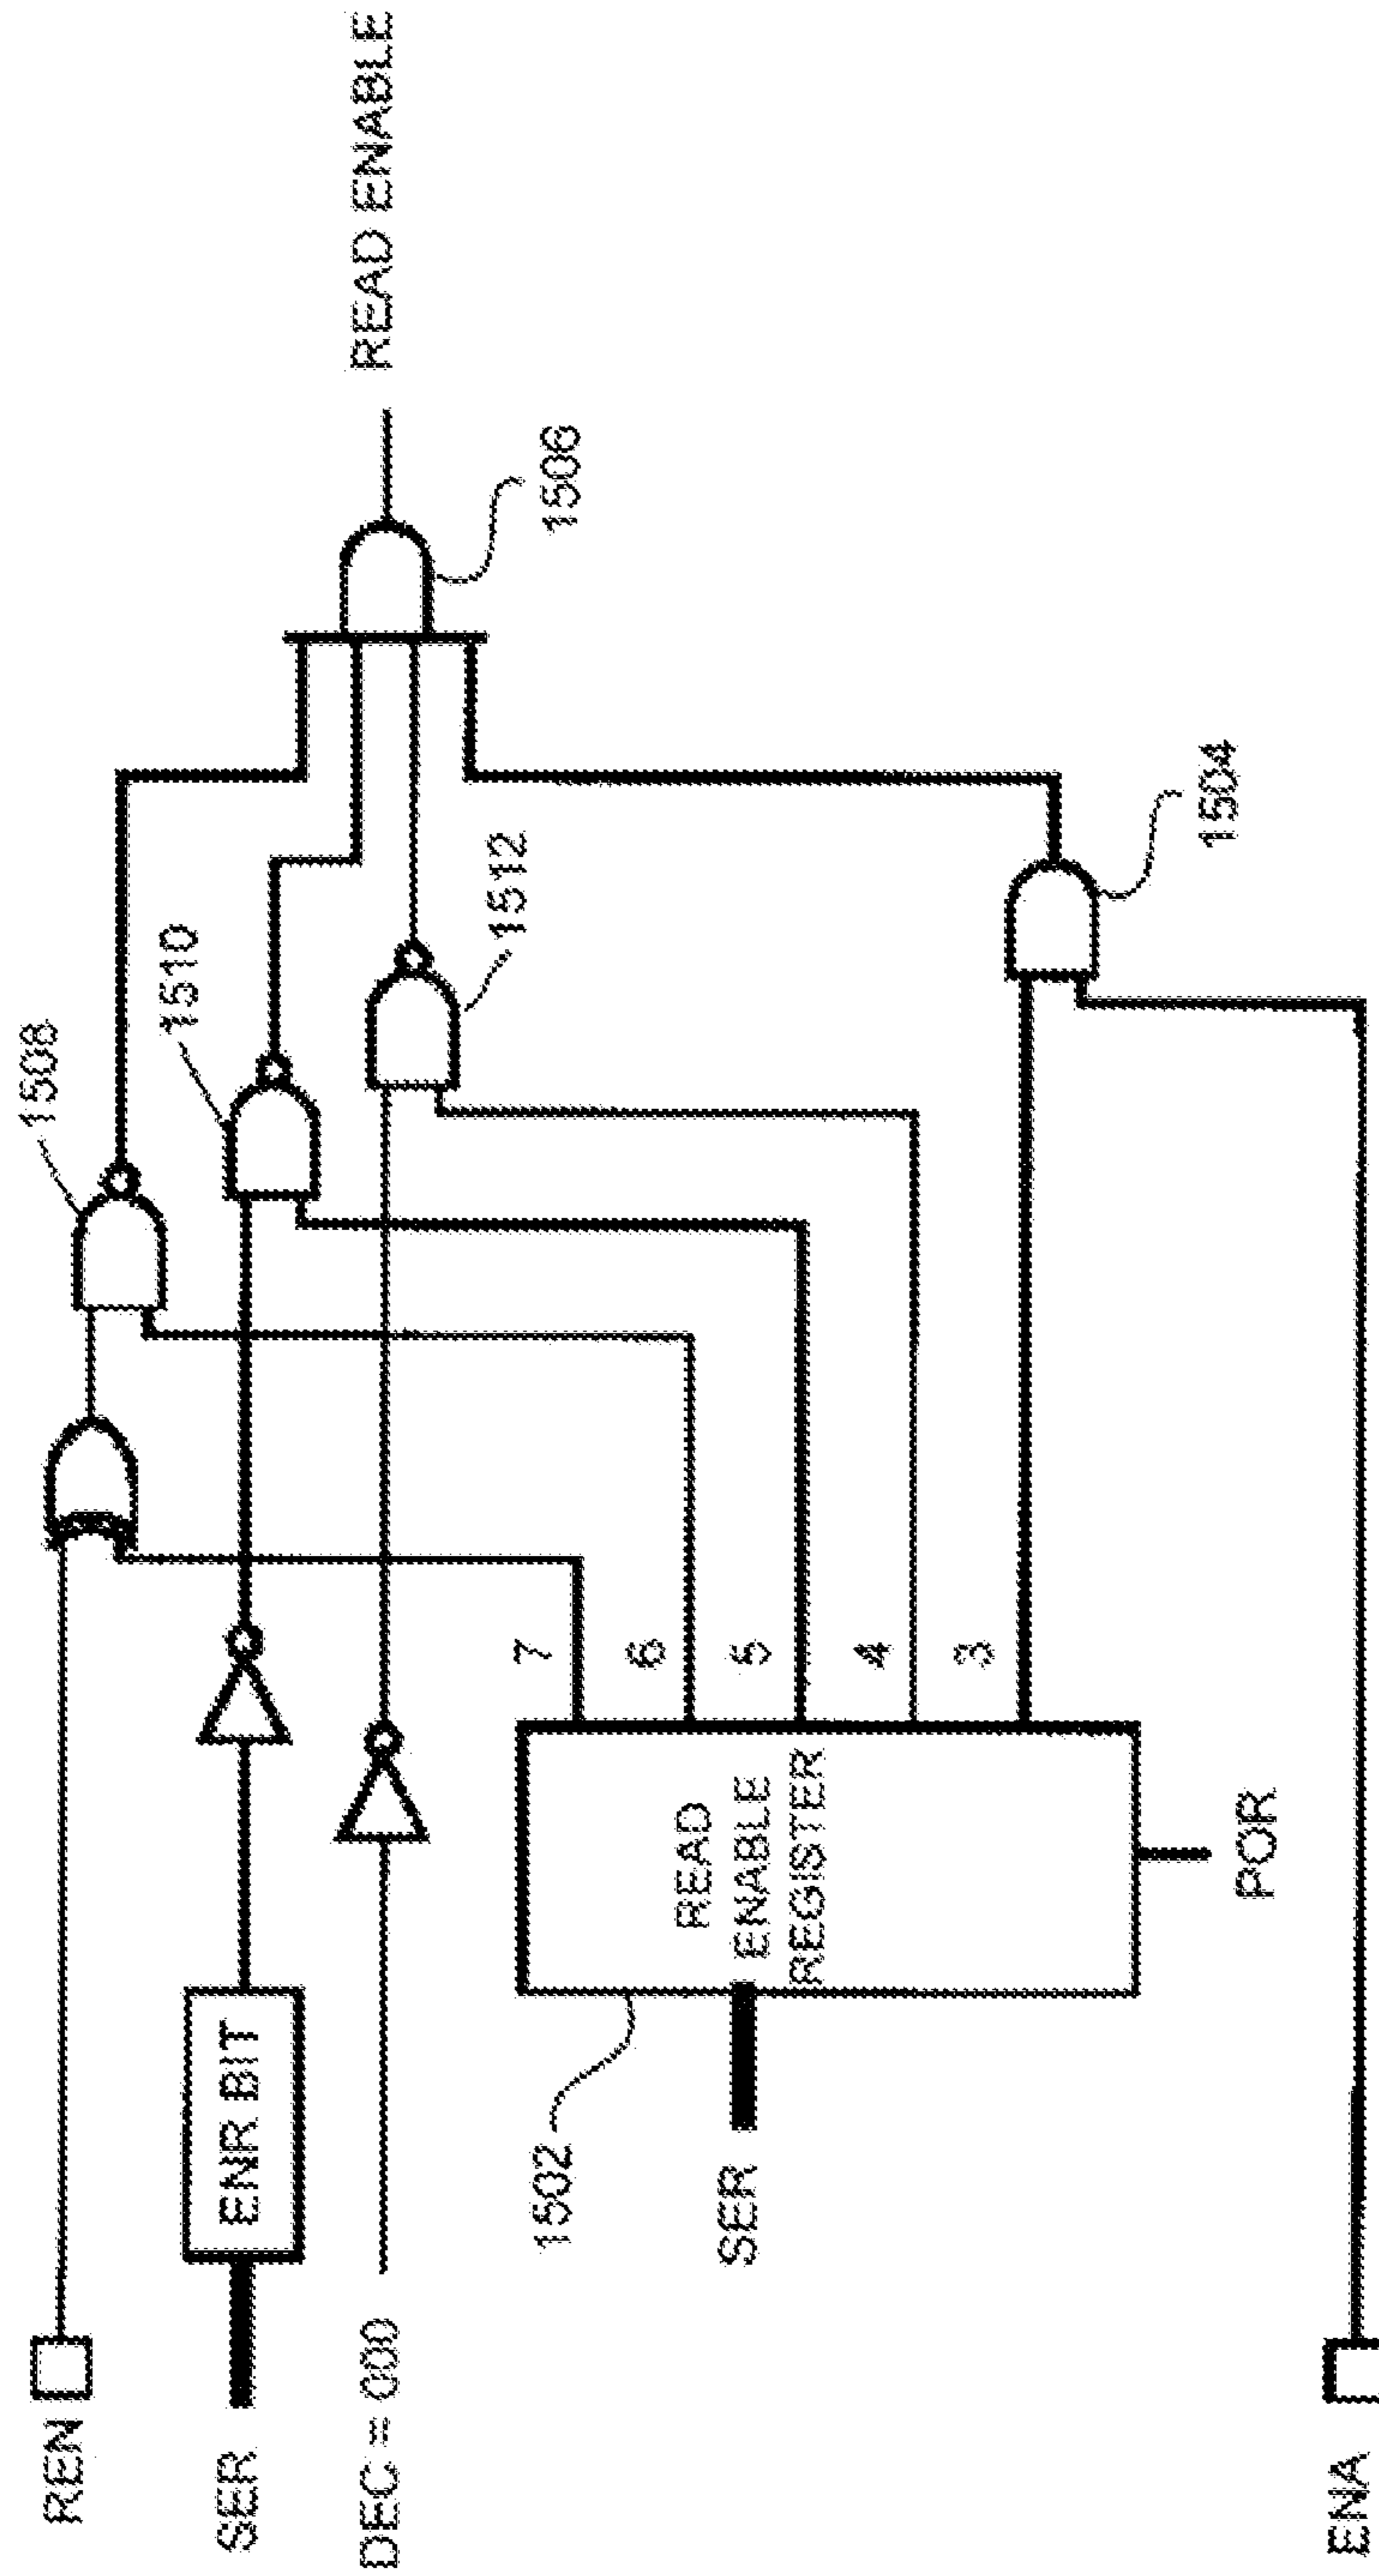 REN
1508
SER
ENR BIT
1510
DEC = 000
1512
READ ENABLE
1506
1502
SER
READ
ENABLE
REGISTER
7
6
5
4
3
POR
1504
ENA